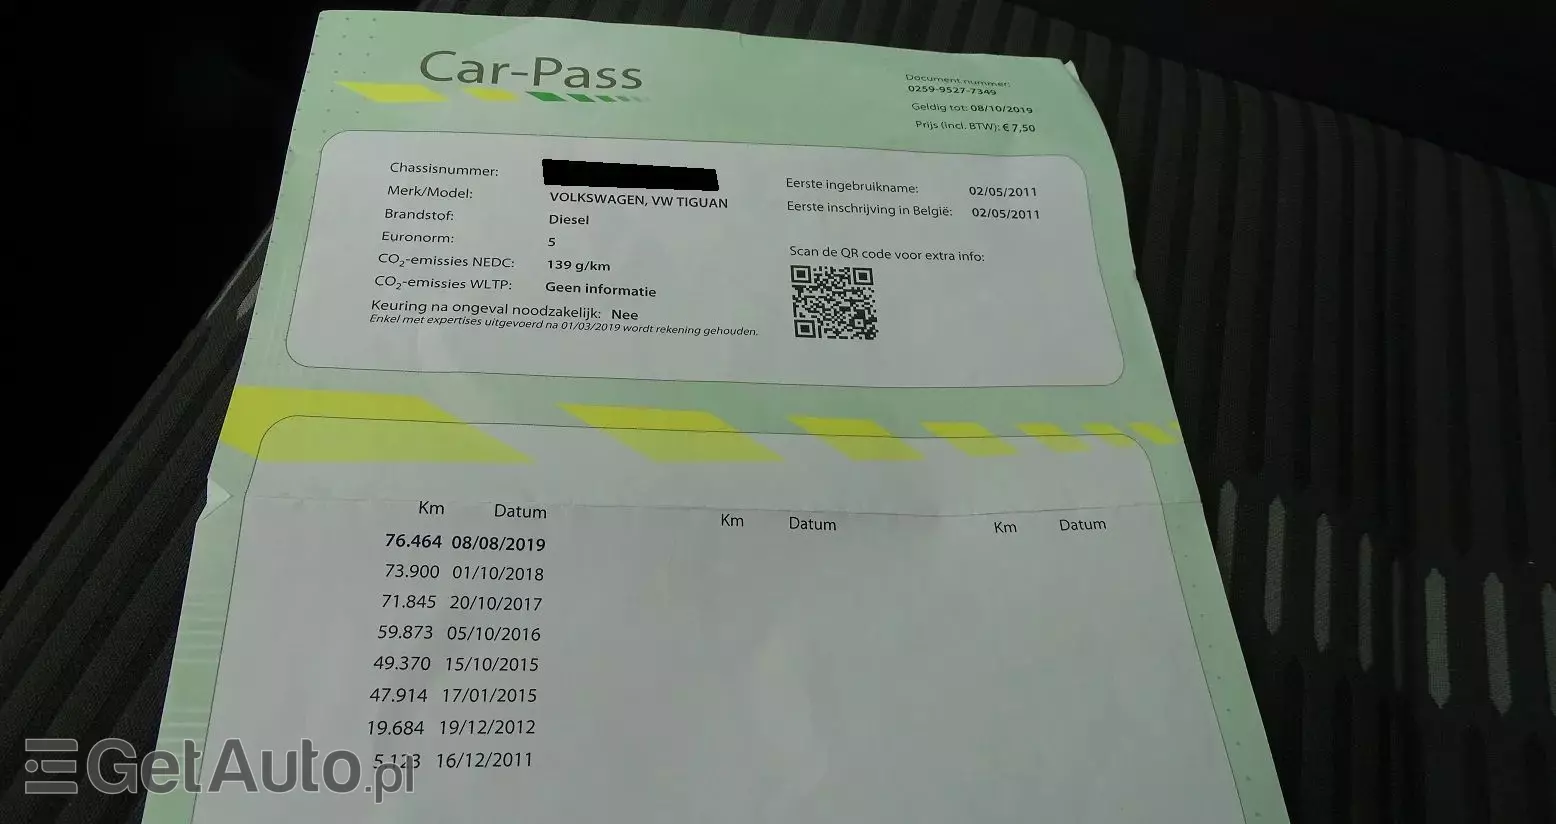 Car-Pass
Document nummer:
0259-9527-7349
Geldig tot: 08/10/2019
Prijs (incl. BTW): € 7,50
Chassisnummer:
Merk/Model: VOLKSWAGEN, VW TIGUAN
Brandstof: Diesel
Euronorm: 5
CO2-emissies NEDC: 139 g/km
CO2-emissies WLTP: Geen informatie
Keuring na ongeval noodzakelijk: Nee
Enkel met expertises uitgevoerd na 01/03/2019 wordt rekening gehouden.
Eerste ingebruikname: 02/05/2011
Eerste inschrijving in België: 02/05/2011
Scan de QR code voor extra info:
Km Datum Km Datum Km Datum
76.464 08/08/2019
73.900 01/10/2018
71.845 20/10/2017
59.873 05/10/2016
49.370 15/10/2015
47.914 17/01/2015
19.684 19/12/2012
5.123 16/12/2011
GetAuto.pl